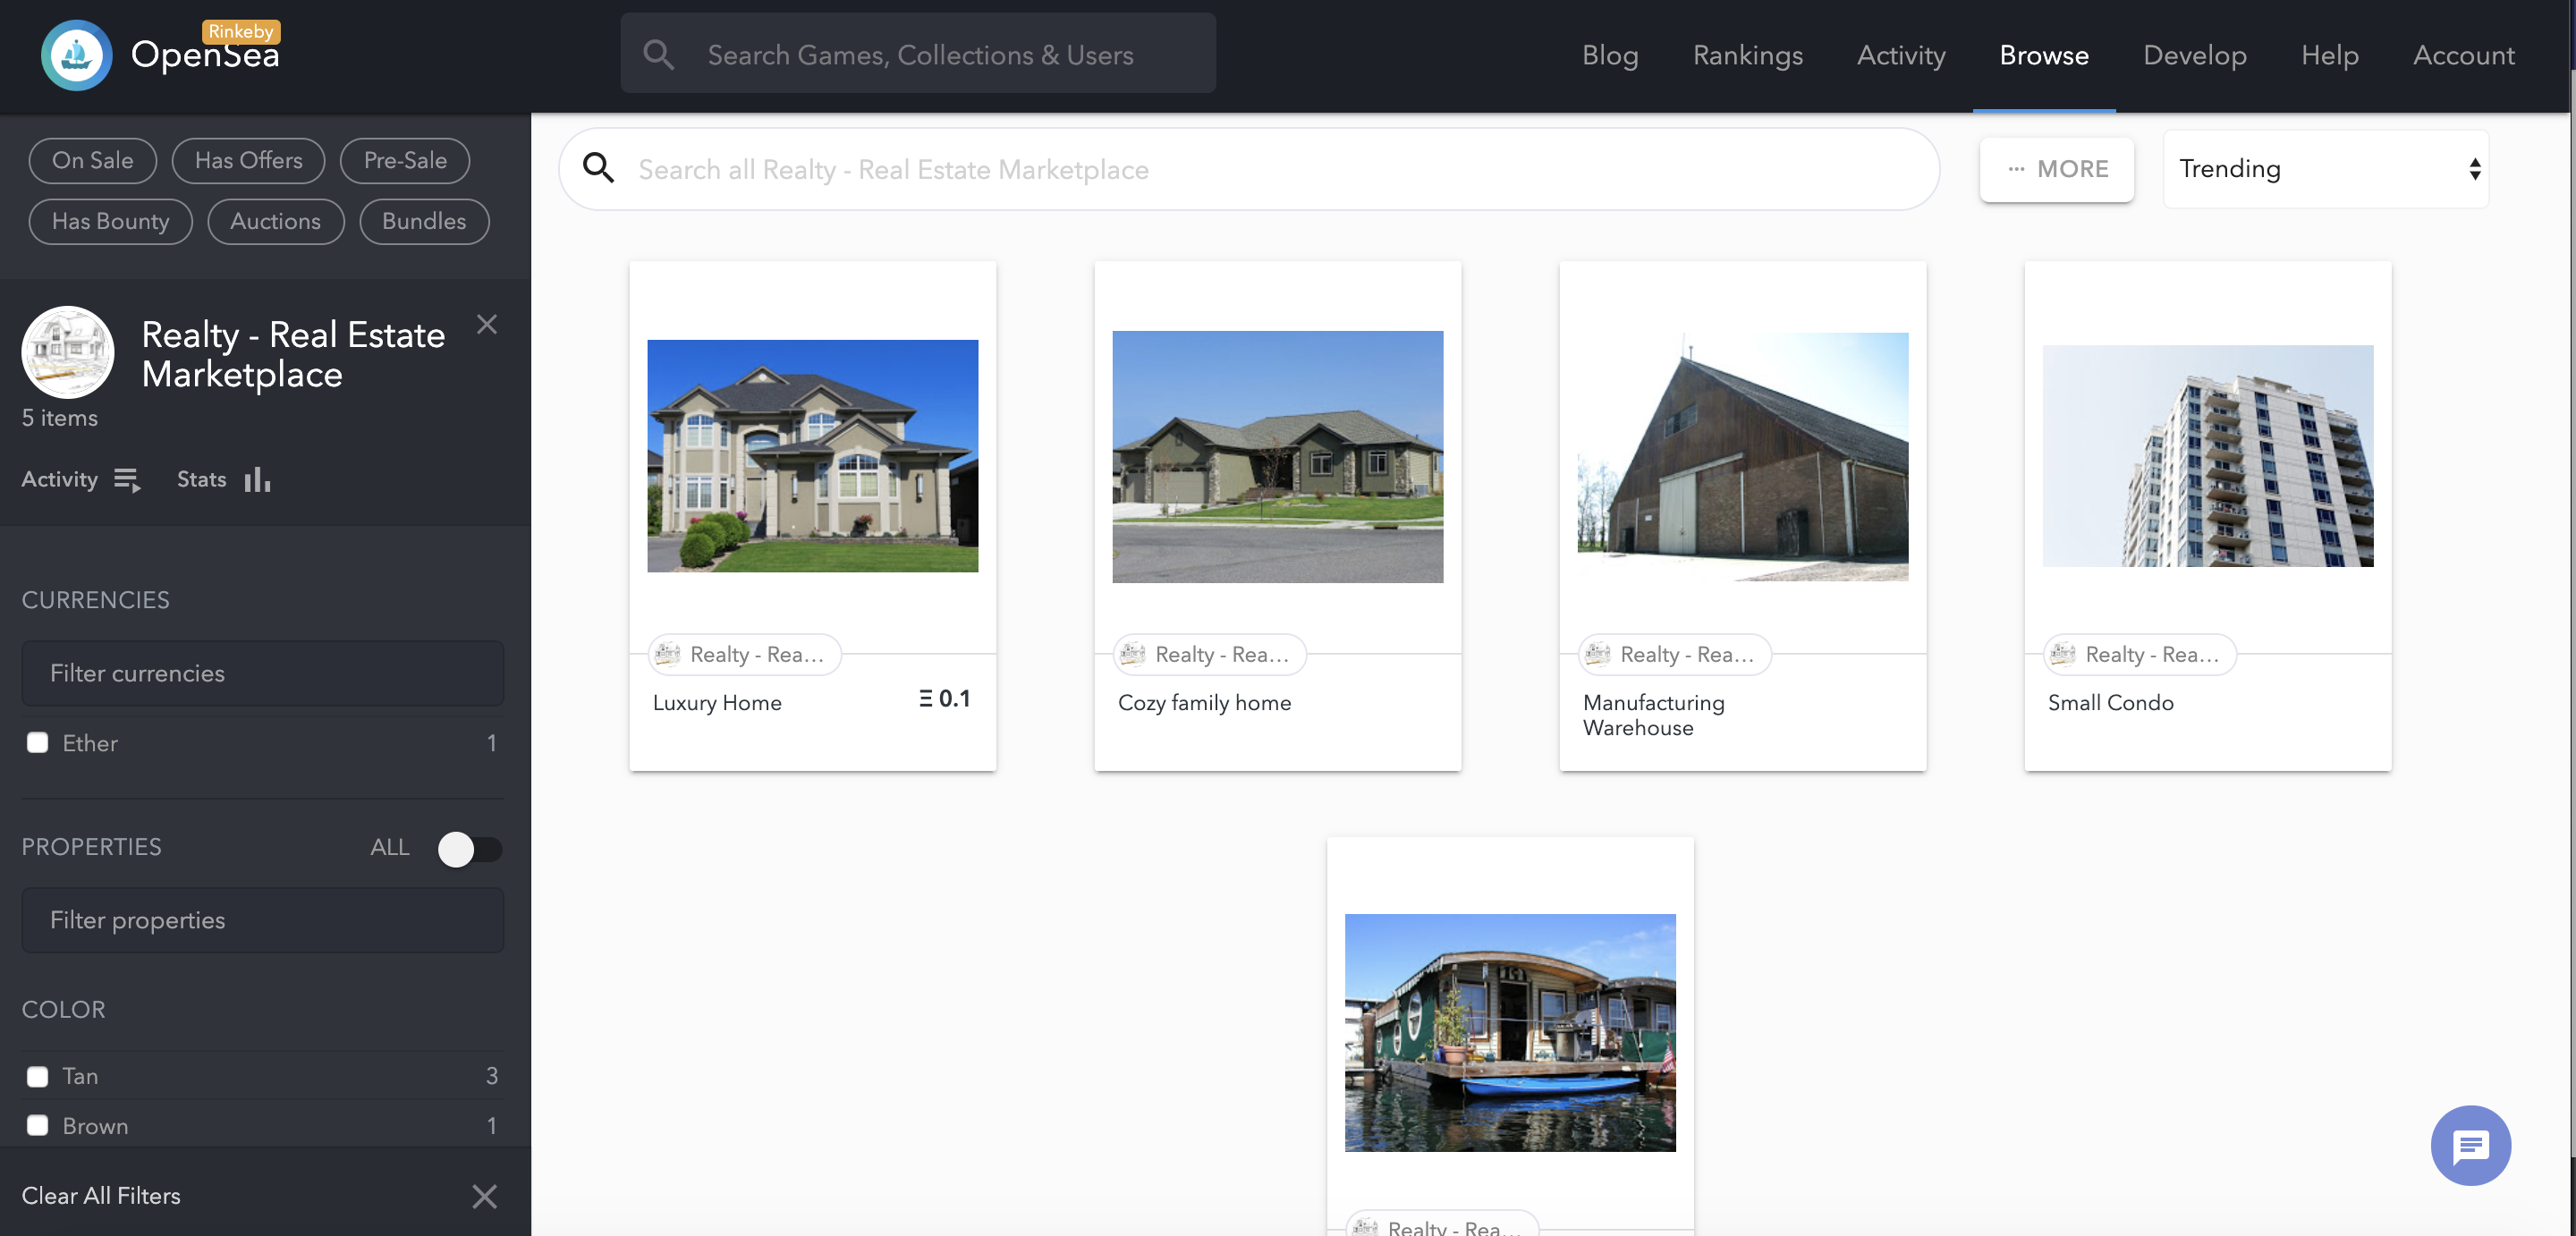 Rinkeby
OpenSea
Search Games, Collections & Users
Blog
Rankings
Activity
Browse
Develop
Help
Account
On Sale
Has Offers
Pre-Sale
Has Bounty
Auctions
Bundles
Realty - Real Estate
Marketplace
5 items
Activity
Stats
CURRENCIES
Filter currencies
Ether 1
PROPERTIES ALL
Filter properties
COLOR
Tan 3
Brown 1
Clear All Filters
Search all Realty - Real Estate Marketplace
··· MORE
Trending
Realty - Rea...
Luxury Home Ξ 0.1
Realty - Rea...
Cozy family home
Realty - Rea...
Manufacturing
Warehouse
Realty - Rea...
Small Condo
Realty - Rea...